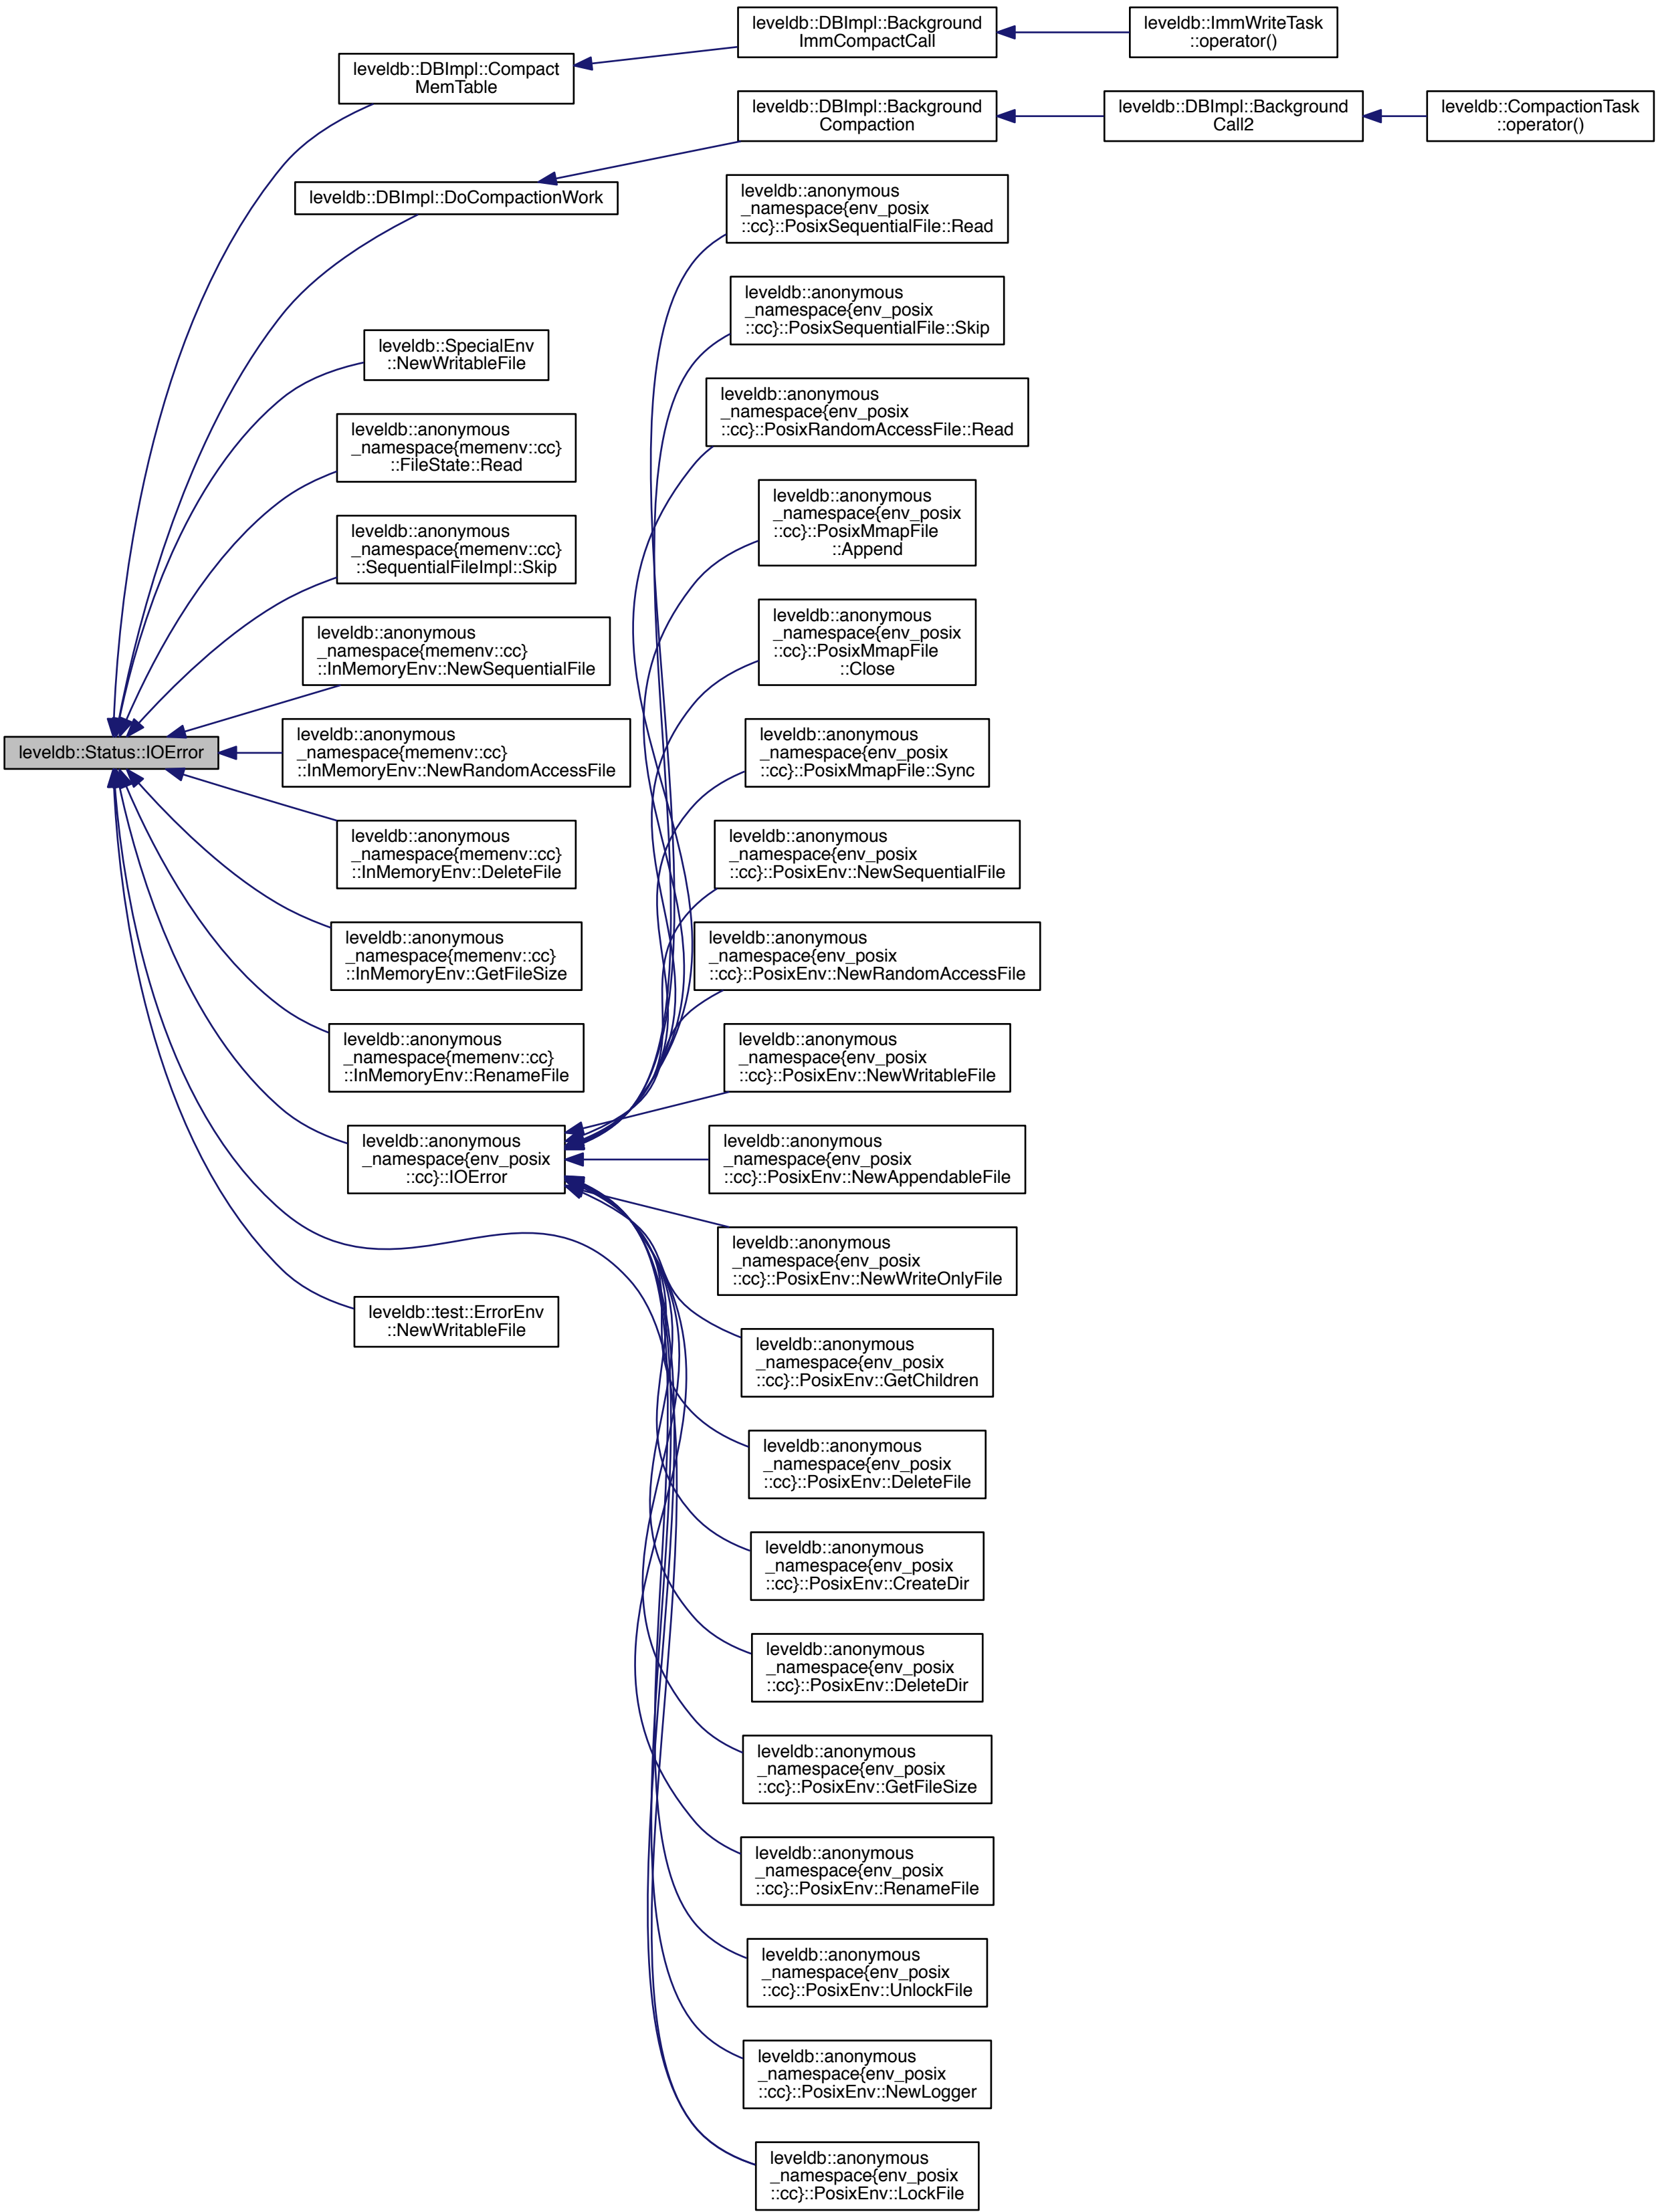 leveldb::DBImpl::Background
ImmCompactCall
leveldb::ImmWriteTask
::operator()
leveldb::DBImpl::Compact
MemTable
leveldb::DBImpl::Background
Compaction
leveldb::DBImpl::Background
Call2
leveldb::CompactionTask
::operator()
leveldb::DBImpl::DoCompactionWork
leveldb::anonymous
_namespace{env_posix
::cc}::PosixSequentialFile::Read
leveldb::anonymous
_namespace{env_posix
::cc}::PosixSequentialFile::Skip
leveldb::SpecialEnv
::NewWritableFile
leveldb::anonymous
_namespace{env_posix
::cc}::PosixRandomAccessFile::Read
leveldb::anonymous
_namespace{memenv::cc}
::FileState::Read
leveldb::anonymous
_namespace{env_posix
::cc}::PosixMmapFile
::Append
leveldb::anonymous
_namespace{memenv::cc}
::SequentialFileImpl::Skip
leveldb::anonymous
_namespace{env_posix
::cc}::PosixMmapFile
::Close
leveldb::anonymous
_namespace{memenv::cc}
::InMemoryEnv::NewSequentialFile
leveldb::Status::IOError
leveldb::anonymous
_namespace{memenv::cc}
::InMemoryEnv::NewRandomAccessFile
leveldb::anonymous
_namespace{env_posix
::cc}::PosixMmapFile::Sync
leveldb::anonymous
_namespace{memenv::cc}
::InMemoryEnv::DeleteFile
leveldb::anonymous
_namespace{env_posix
::cc}::PosixEnv::NewSequentialFile
leveldb::anonymous
_namespace{memenv::cc}
::InMemoryEnv::GetFileSize
leveldb::anonymous
_namespace{env_posix
::cc}::PosixEnv::NewRandomAccessFile
leveldb::anonymous
_namespace{memenv::cc}
::InMemoryEnv::RenameFile
leveldb::anonymous
_namespace{env_posix
::cc}::PosixEnv::NewWritableFile
leveldb::anonymous
_namespace{env_posix
::cc}::IOError
leveldb::anonymous
_namespace{env_posix
::cc}::PosixEnv::NewAppendableFile
leveldb::anonymous
_namespace{env_posix
::cc}::PosixEnv::NewWriteOnlyFile
leveldb::test::ErrorEnv
::NewWritableFile
leveldb::anonymous
_namespace{env_posix
::cc}::PosixEnv::GetChildren
leveldb::anonymous
_namespace{env_posix
::cc}::PosixEnv::DeleteFile
leveldb::anonymous
_namespace{env_posix
::cc}::PosixEnv::CreateDir
leveldb::anonymous
_namespace{env_posix
::cc}::PosixEnv::DeleteDir
leveldb::anonymous
_namespace{env_posix
::cc}::PosixEnv::GetFileSize
leveldb::anonymous
_namespace{env_posix
::cc}::PosixEnv::RenameFile
leveldb::anonymous
_namespace{env_posix
::cc}::PosixEnv::UnlockFile
leveldb::anonymous
_namespace{env_posix
::cc}::PosixEnv::NewLogger
leveldb::anonymous
_namespace{env_posix
::cc}::PosixEnv::LockFile